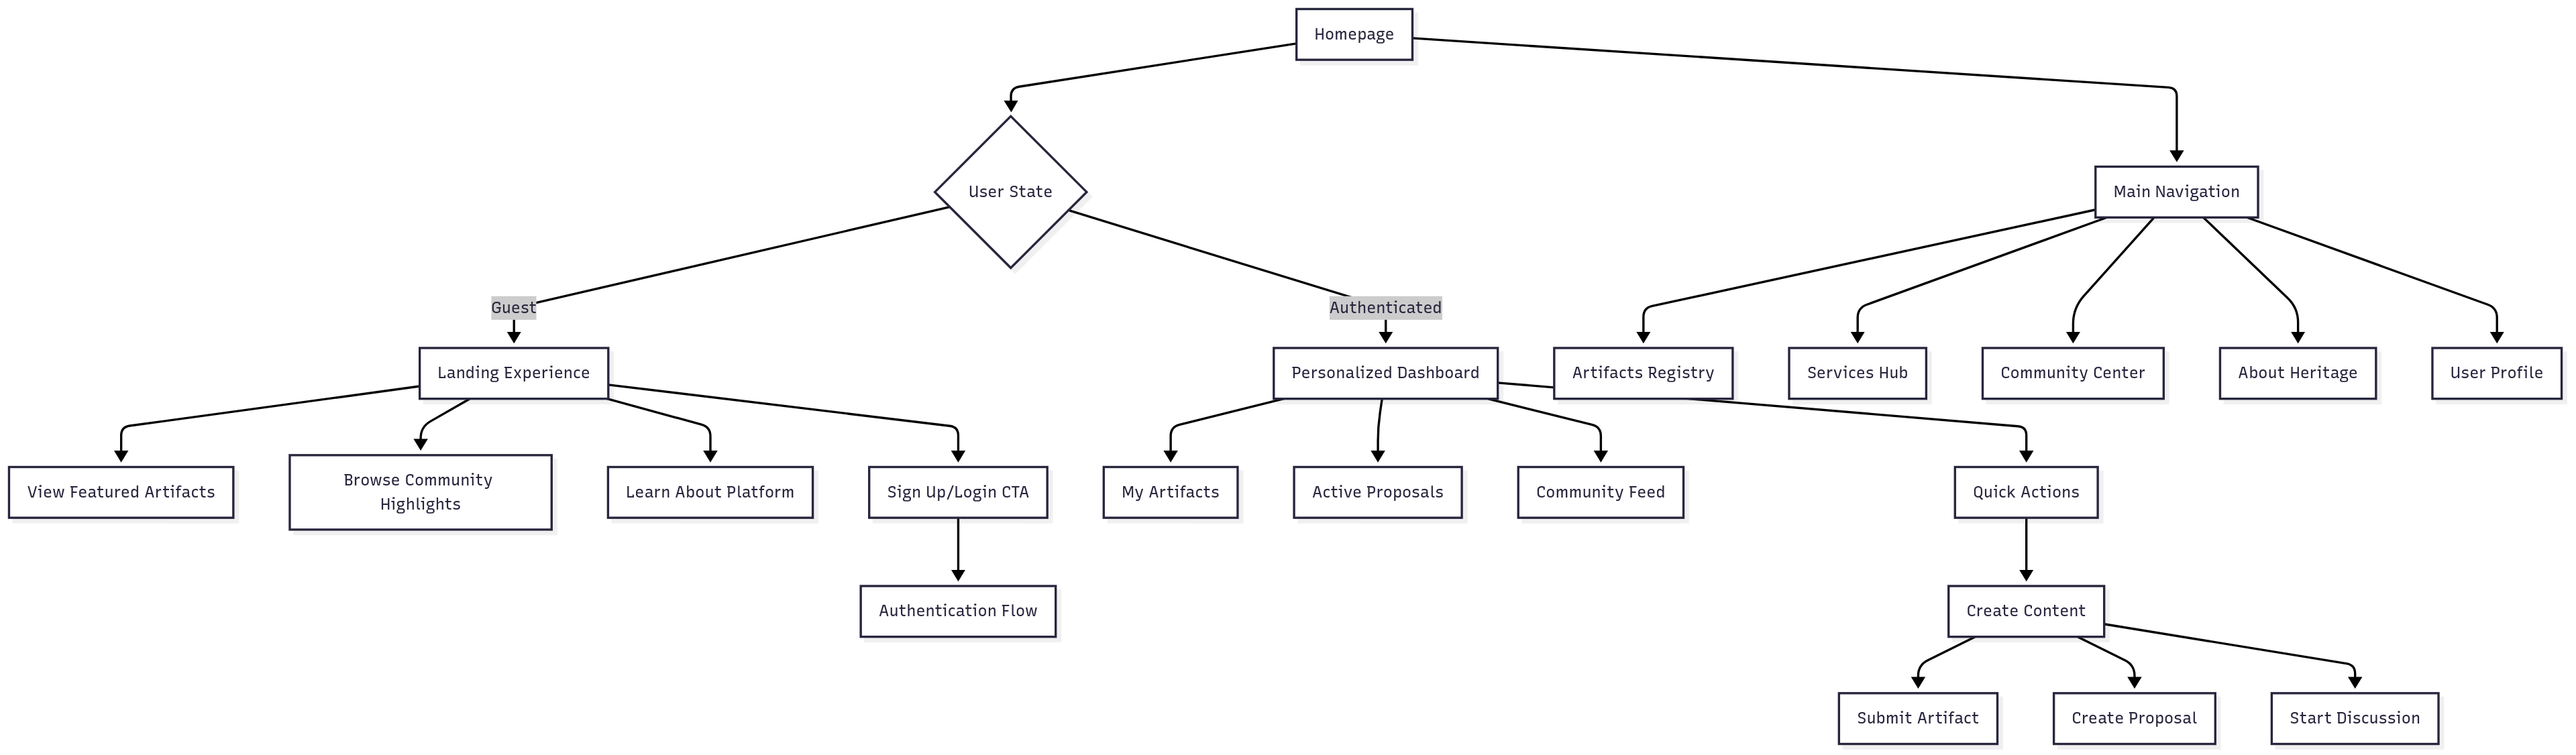 Homepage
User State
Main Navigation
Guest
Authenticated
Landing Experience
Personalized Dashboard
Artifacts Registry
Services Hub
Community Center
About Heritage
User Profile
View Featured Artifacts
Browse Community
Highlights
Learn About Platform
Sign Up/Login CTA
My Artifacts
Active Proposals
Community Feed
Quick Actions
Authentication Flow
Create Content
Submit Artifact
Create Proposal
Start Discussion